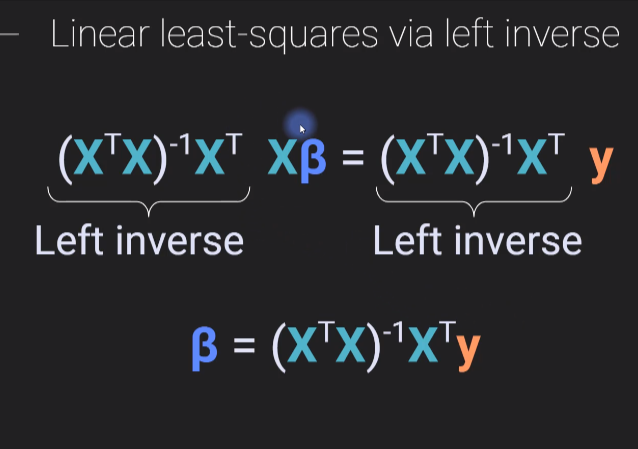 Linear least-squares via left inverse
(XᵀX)⁻¹Xᵀ Xβ = (XᵀX)⁻¹Xᵀ y
Left inverse Left inverse
β = (XᵀX)⁻¹Xᵀy